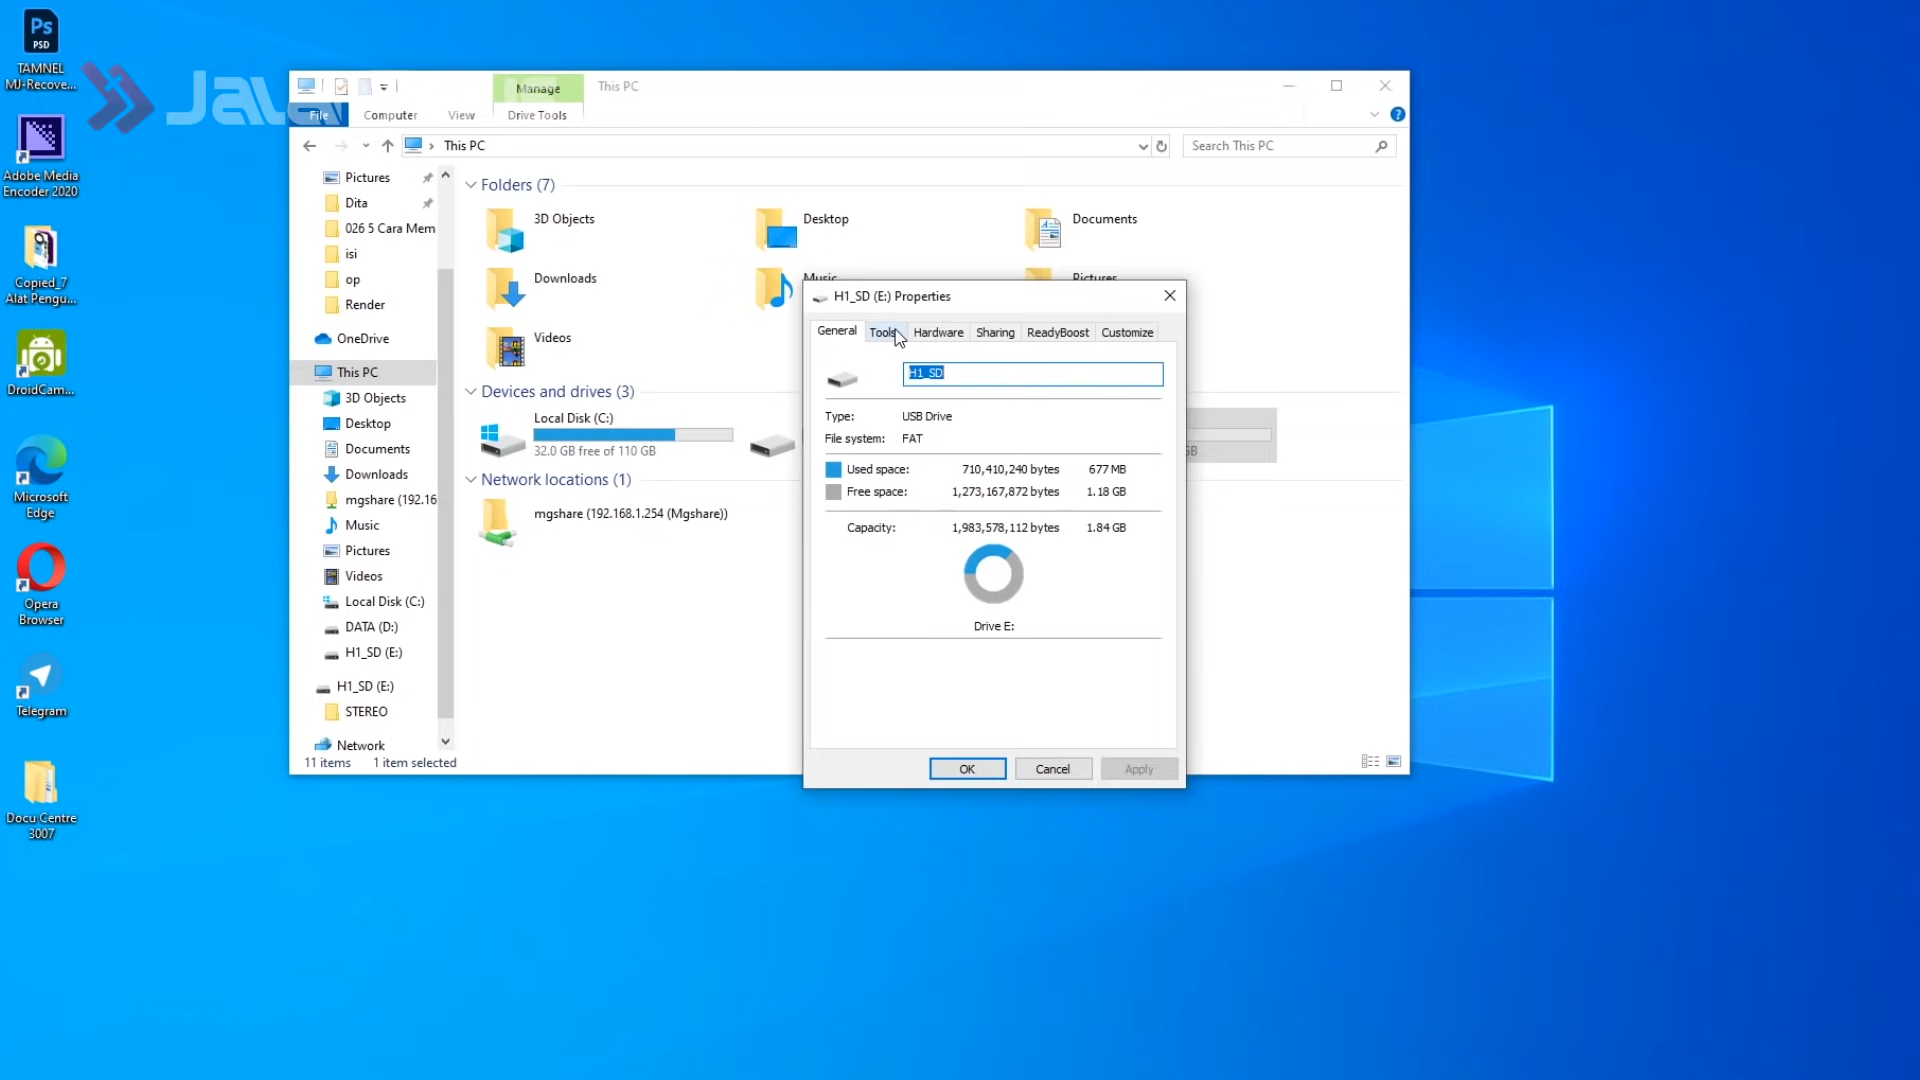 Ps
PSD
TAMNEL
MJ-Recove...
Adobe Media
Encoder 2020
Copied_7
Alat Pengu...
DroidCam...
Microsoft
Edge
Opera
Browser
Telegram
Docu Centre
3007
Manage
This PC
File
Computer
View
Drive Tools
This PC
Search This PC
Pictures
Dita
026 5 Cara Mem
isi
op
Render
OneDrive
This PC
3D Objects
Desktop
Documents
Downloads
mgshare (192.16
Music
Pictures
Videos
Local Disk (C:)
DATA (D:)
H1_SD (E:)
H1_SD (E:)
STEREO
Network
11 items
1 item selected
Folders (7)
3D Objects
Desktop
Documents
Downloads
Music
Pictures
Videos
Devices and drives (3)
Local Disk (C:)
32.0 GB free of 110 GB
GB
Network locations (1)
mgshare (192.168.1.254 (Mgshare))
H1_SD (E:) Properties
General
Tools
Hardware
Sharing
ReadyBoost
Customize
H1_SD
Type: USB Drive
File system: FAT
Used space: 710,410,240 bytes 677 MB
Free space: 1,273,167,872 bytes 1.18 GB
Capacity: 1,983,578,112 bytes 1.84 GB
Drive E:
OK
Cancel
Apply